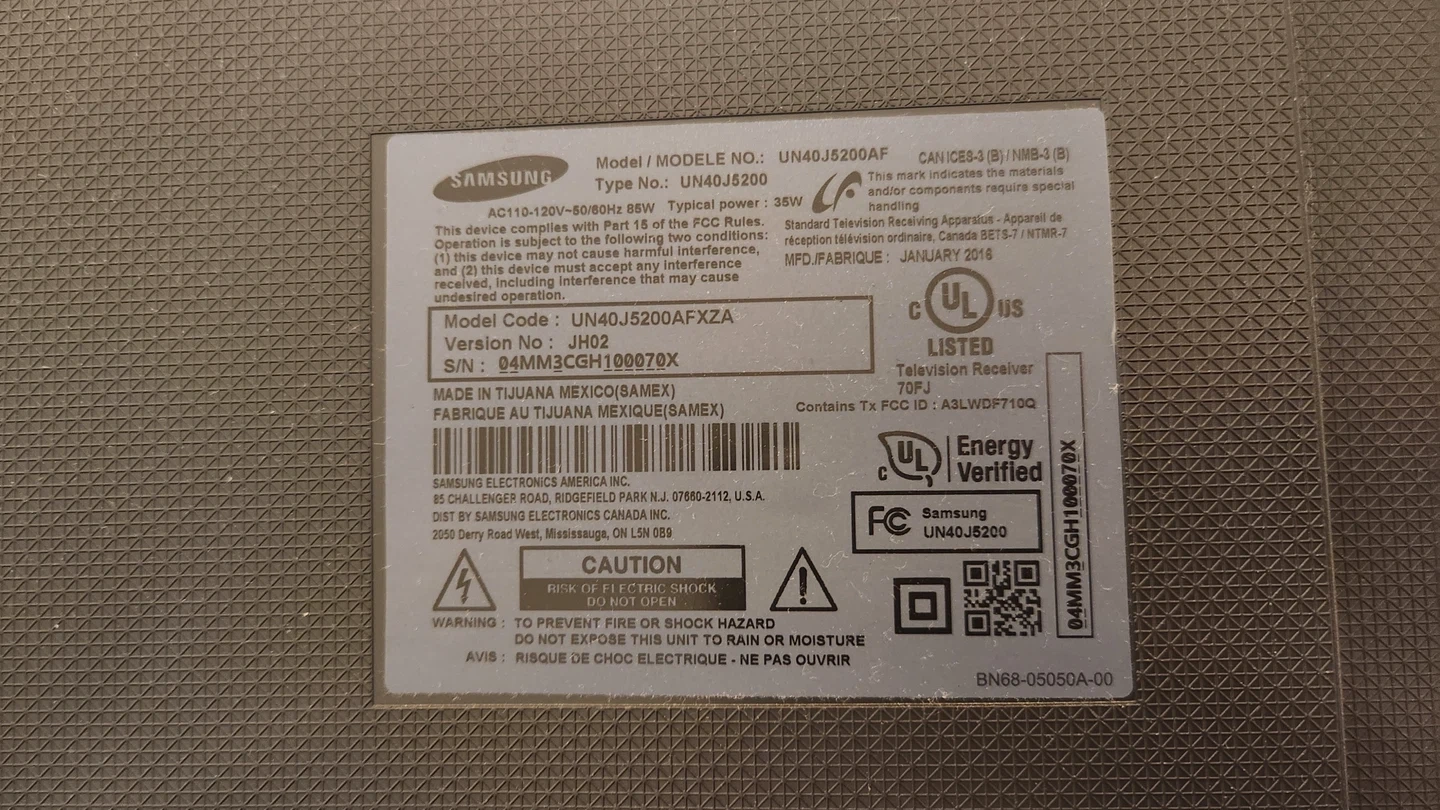 SAMSUNG
Model / MODELE NO.: UN40J5200AF
Type No.: UN40J5200
AC110-120V~50/60Hz 85W Typical power : 35W
This device complies with Part 15 of the FCC Rules.
Operation is subject to the following two conditions:
(1) this device may not cause harmful interference,
and (2) this device must accept any interference
received, including interference that may cause
undesired operation.
CAN ICES-3 (B) / NMB-3 (B)
This mark indicates the materials
and/or components require special
handling
Standard Television Receiving Apparatus - Appareil de
réception télévision ordinaire, Canada BETS-7 / NTMR-7
MFD./FABRIQUE : JANUARY 2016
Model Code : UN40J5200AFXZA
Version No : JH02
S/N : 04MM3CGH100070X
C UL US
LISTED
Television Receiver
70FJ
Contains Tx FCC ID : A3LWDF710Q
MADE IN TIJUANA MEXICO(SAMEX)
FABRIQUE AU TIJUANA MEXIQUE(SAMEX)
SAMSUNG ELECTRONICS AMERICA INC.
85 CHALLENGER ROAD, RIDGEFIELD PARK N.J. 07660-2112, U.S.A.
DIST BY SAMSUNG ELECTRONICS CANADA INC.
2050 Derry Road West, Mississauga, ON L5N 0B9
C UL
Energy
Verified
FC Samsung
UN40J5200
04MM3CGH100070X
CAUTION
RISK OF ELECTRIC SHOCK
DO NOT OPEN
WARNING : TO PREVENT FIRE OR SHOCK HAZARD
DO NOT EXPOSE THIS UNIT TO RAIN OR MOISTURE
AVIS : RISQUE DE CHOC ELECTRIQUE - NE PAS OUVRIR
BN68-05050A-00